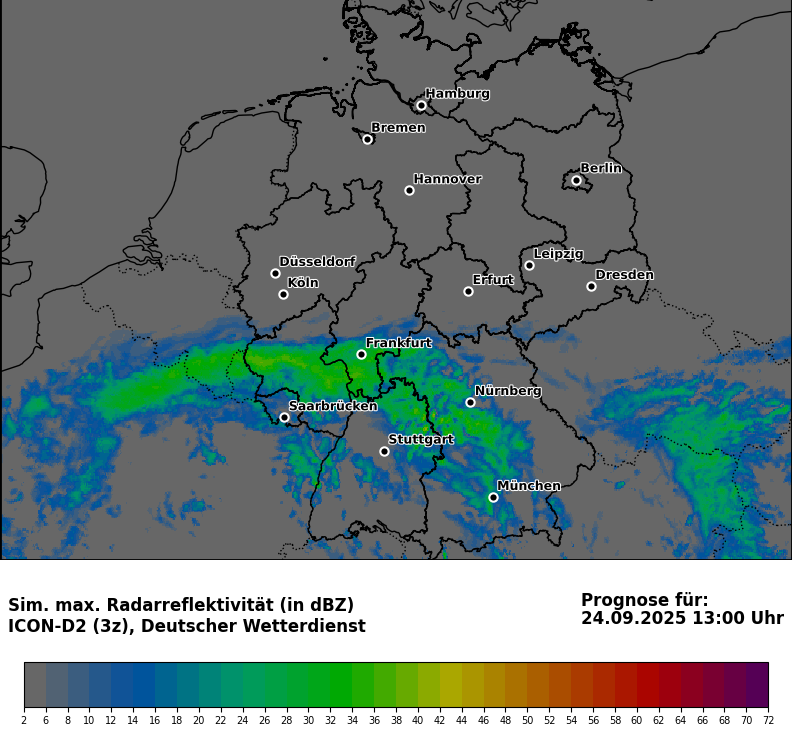 Hamburg
Bremen
Berlin
Hannover
Leipzig
Düsseldorf
Dresden
Köln
Erfurt
Frankfurt
Nürnberg
Saarbrücken
Stuttgart
München
Sim. max. Radarreflektivität (in dBZ)
ICON-D2 (3z), Deutscher Wetterdienst
Prognose für:
24.09.2025 13:00 Uhr
2 6 8 10 12 14 16 18 20 22 24 26 28 30 32 34 36 38 40 42 44 46 48 50 52 54 56 58 60 62 64 66 68 70 72